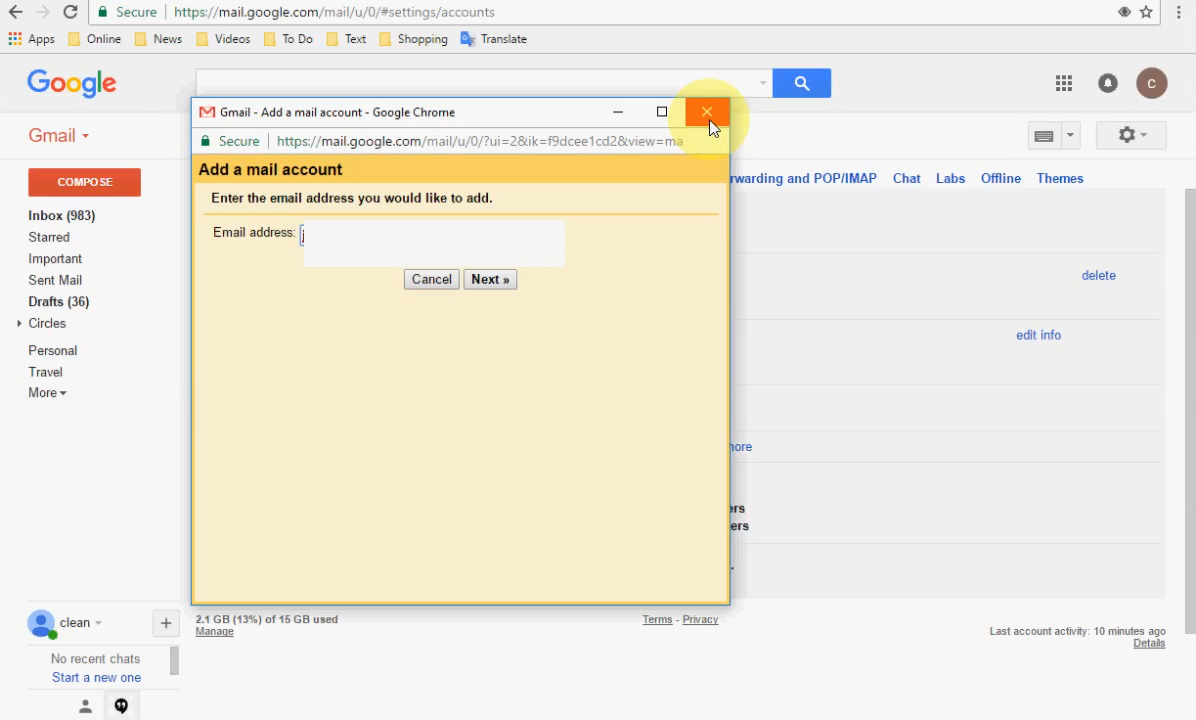 Secure https://mail.google.com/mail/u/0/#settings/accounts
Apps Online News Videos To Do Text Shopping Translate
Google
C
Gmail - Add a mail account - Google Chrome
Secure https://mail.google.com/mail/u/0/?ui=2&ik=f9dcee1cd2&view=ma
Gmail
Add a mail account
Enter the email address you would like to add.
Email address: j
Cancel Next »
rwarding and POP/IMAP Chat Labs Offline Themes
delete
edit info
more
ers
ers
COMPOSE
Inbox (983)
Starred
Important
Sent Mail
Drafts (36)
Circles
Personal
Travel
More
clean
+
No recent chats
Start a new one
2.1 GB (13%) of 15 GB used
Manage
Terms - Privacy
Last account activity: 10 minutes ago
Details